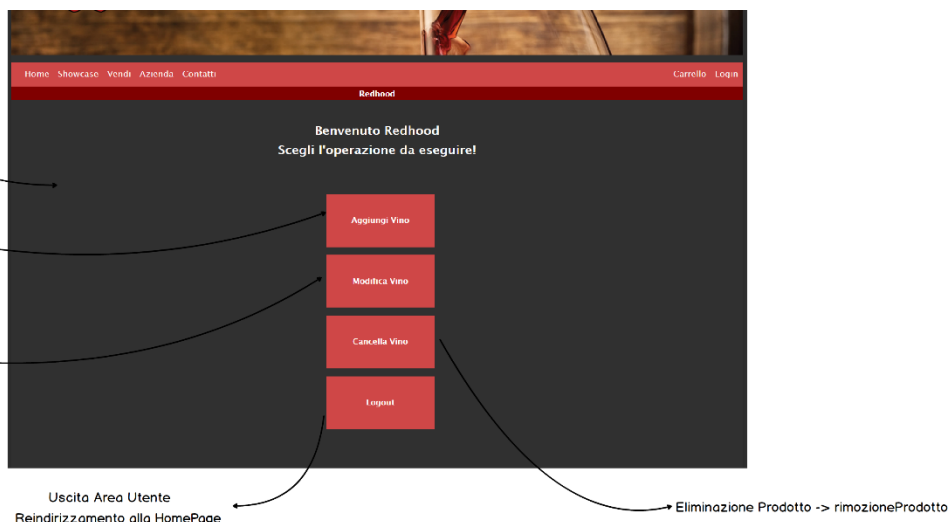 Home Showcase Vendi Azienda Contatti Carrello Login
Redhood
Benvenuto Redhood
Scegli l'operazione da eseguire!
Aggiungi Vino
Modifica Vino
Cancella Vino
Logout
Uscita Area Utente
Reindirizzamento alla HomePage
Eliminazione Prodotto -> rimozioneProdotto